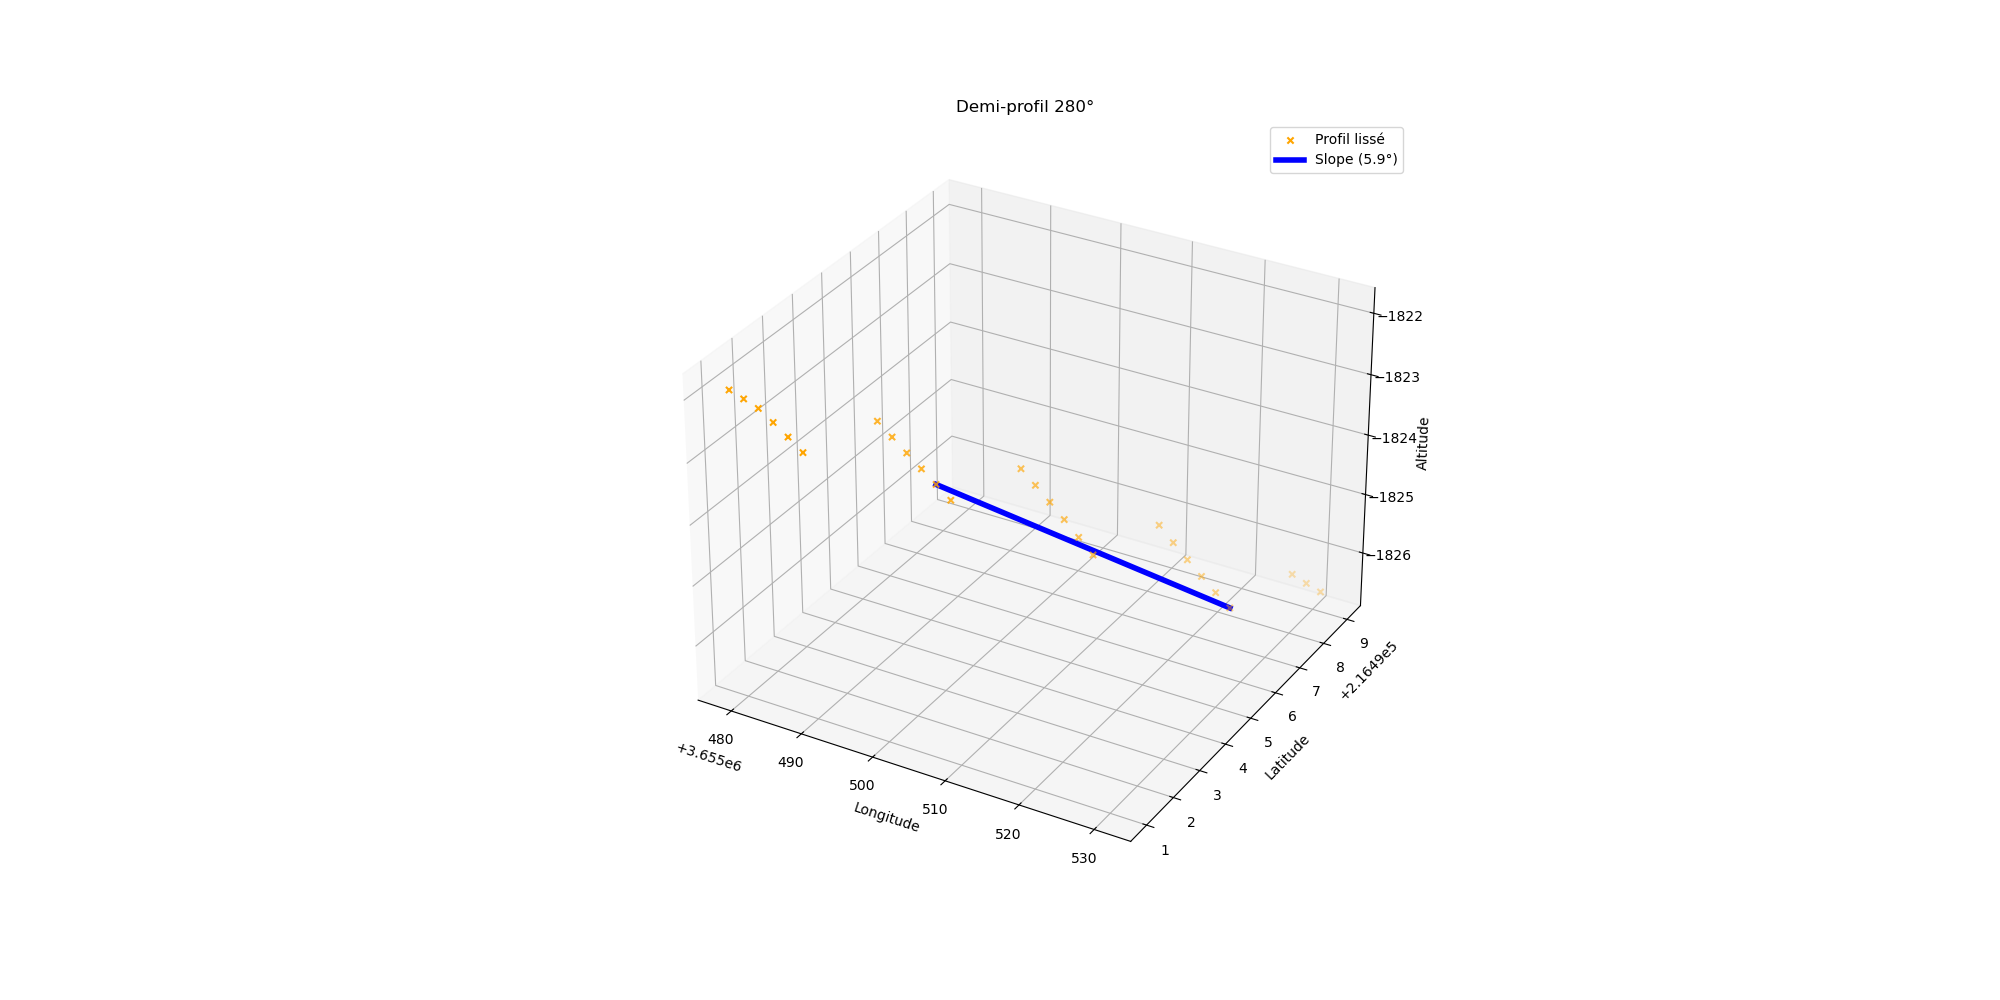 Demi-profil 280°
Profil lissé
Slope (5.9°)
−1822
−1823
−1824
−1825
−1826
Altitude
9
8
7
6
5
4
3
2
1
+2.1649e5
Latitude
480
490
500
510
520
530
+3.655e6
Longitude